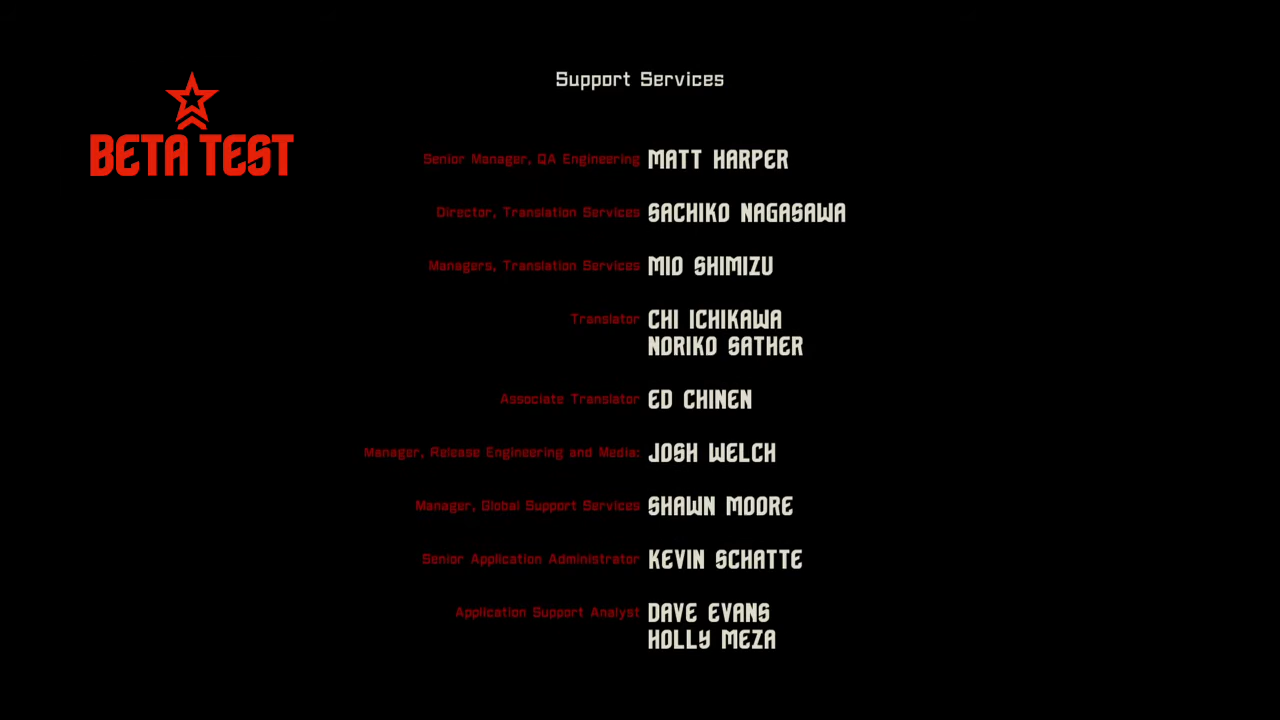 BETA TEST
Support Services
Senior Manager, QA Engineering MATT HARPER
Director, Translation Services SACHIKO NAGASAWA
Managers, Translation Services MIO SHIMIZU
Translator CHI ICHIKAWA
NORIKO SATHER
Associate Translator ED CHINEN
Manager, Release Engineering and Media: JOSH WELCH
Manager, Global Support Services SHAWN MOORE
Senior Application Administrator KEVIN SCHATTE
Application Support Analyst DAVE EVANS
HOLLY MEZA